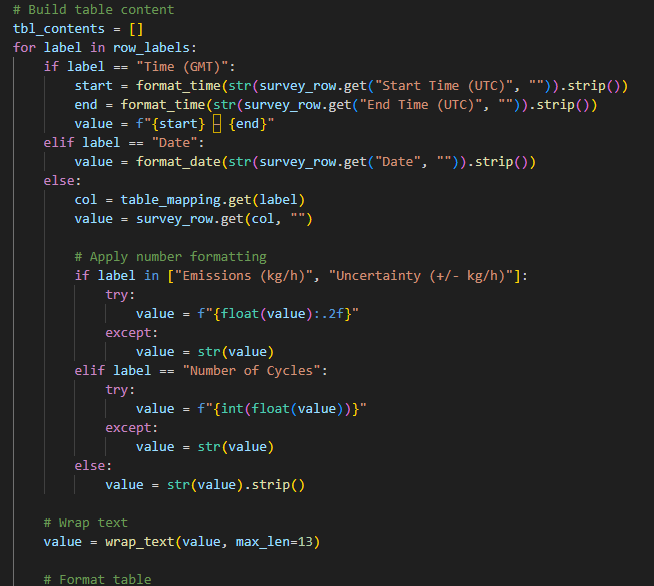 # Build table content
tbl_contents = []
for label in row_labels:
    if label == "Time (GMT)":
        start = format_time(str(survey_row.get("Start Time (UTC)", "")).strip())
        end = format_time(str(survey_row.get("End Time (UTC)", "")).strip())
        value = f"{start} – {end}"
    elif label == "Date":
        value = format_date(str(survey_row.get("Date", "")).strip())
    else:
        col = table_mapping.get(label)
        value = survey_row.get(col, "")

        # Apply number formatting
        if label in ["Emissions (kg/h)", "Uncertainty (+/- kg/h)"]:
            try:
                value = f"{float(value):.2f}"
            except:
                value = str(value)
        elif label == "Number of Cycles":
            try:
                value = f"{int(float(value))}"
            except:
                value = str(value)
        else:
            value = str(value).strip()

    # Wrap text
    value = wrap_text(value, max_len=13)

    # Format table